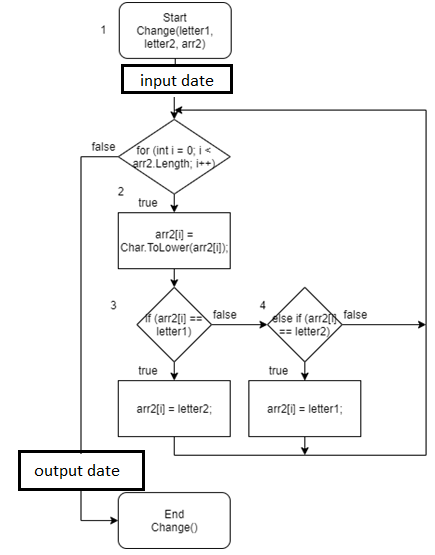 1
Start
Change(letter1,
letter2, arr2)
input date
false
for (int i = 0; i <
arr2.Length; i++)
2
true
arr2[i] =
Char.ToLower(arr2[i]);
3
if (arr2[i] ==
letter1)
false
4
else if (arr2[i]
== letter2)
false
true
true
arr2[i] = letter2;
arr2[i] = letter1;
output date
End
Change()